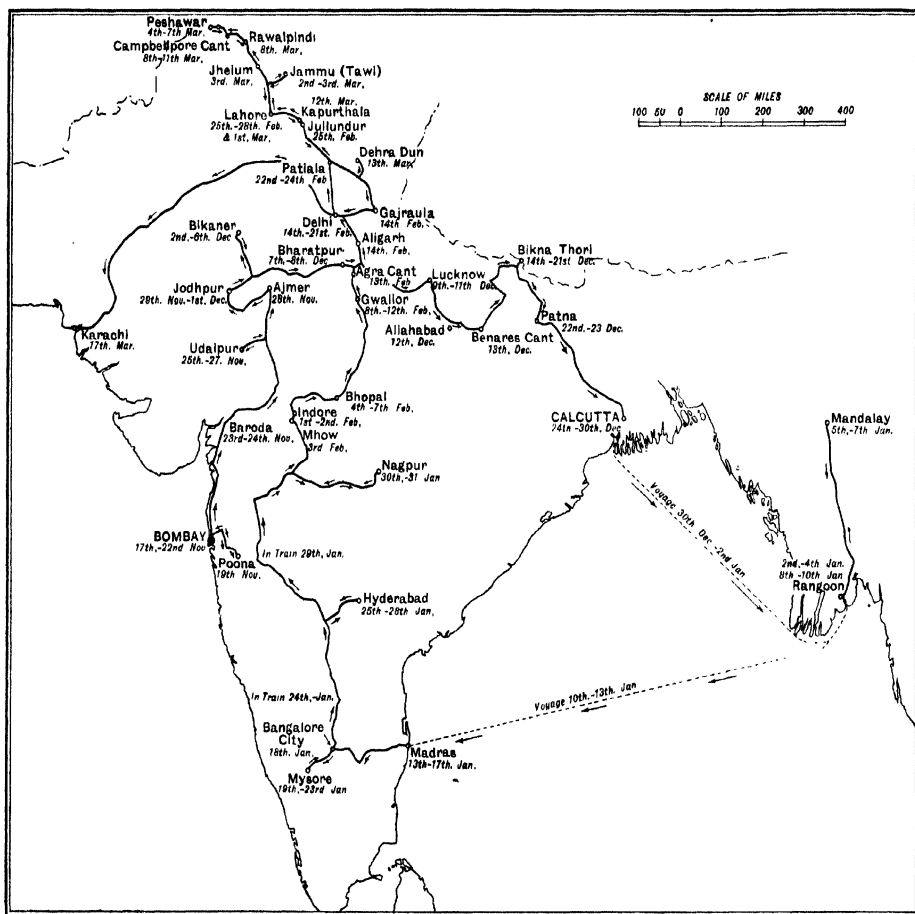 Peshawar
4th-7th Mar.
Campbellpore Cant
8th-11th Mar.
Rawalpindi
8th. Mar.
Jhelum
3rd. Mar.
Jammu (Tawi)
2nd-3rd. Mar.
12th. Mar.
Kapurthala
Lahore
25th.-28th. Feb.
& 1st. Mar.
Jullundur
25th. Feb.
Dehra Dun
13th. Mar.
Patiala
22nd-24th Feb
SCALE OF MILES
100 50 0 100 200 300 400
Gajraula
14th Feb.
Delhi
14th.-21st. Feb.
Bikaner
2nd.-6th. Dec
Aligarh
14th. Feb.
Bharatpur
7th.-8th. Dec
Bikna Thori
14th-21st Dec.
Agra Cant
13th. Feb
Lucknow
9th.-11th Dec.
Jodhpur
29th. Nov.-1st. Dec.
Ajmer
28th. Nov.
Gwalior
8th.-12th Feb.
Patna
22nd.-23 Dec.
Karachi
17th. Mar.
Allahabad
12th, Dec.
Benares Cant
13th, Dec.
Udaipur
25th.-27. Nov.
Bhopal
4th-7th Feb.
Indore
1st-2nd. Feb.
CALCUTTA
24th-30th. Dec
Mandalay
5th,-7th Jan.
Baroda
23rd-24th. Nov.
Mhow
3rd Feb.
Nagpur
30th,-31 Jan
Voyage 30th Dec.-2nd Jan
BOMBAY
17th,-22nd Nov
Poona
19th Nov.
In Train 29th, Jan.
2nd,-4th Jan.
8th-10th Jan
Rangoon
Hyderabad
25th-28th Jan.
In Train 24th,-Jan.
Voyage 10th.-13th. Jan
Bangalore
City
18th. Jan.
Madras
13th-17th. Jan.
Mysore
19th,-23rd Jan